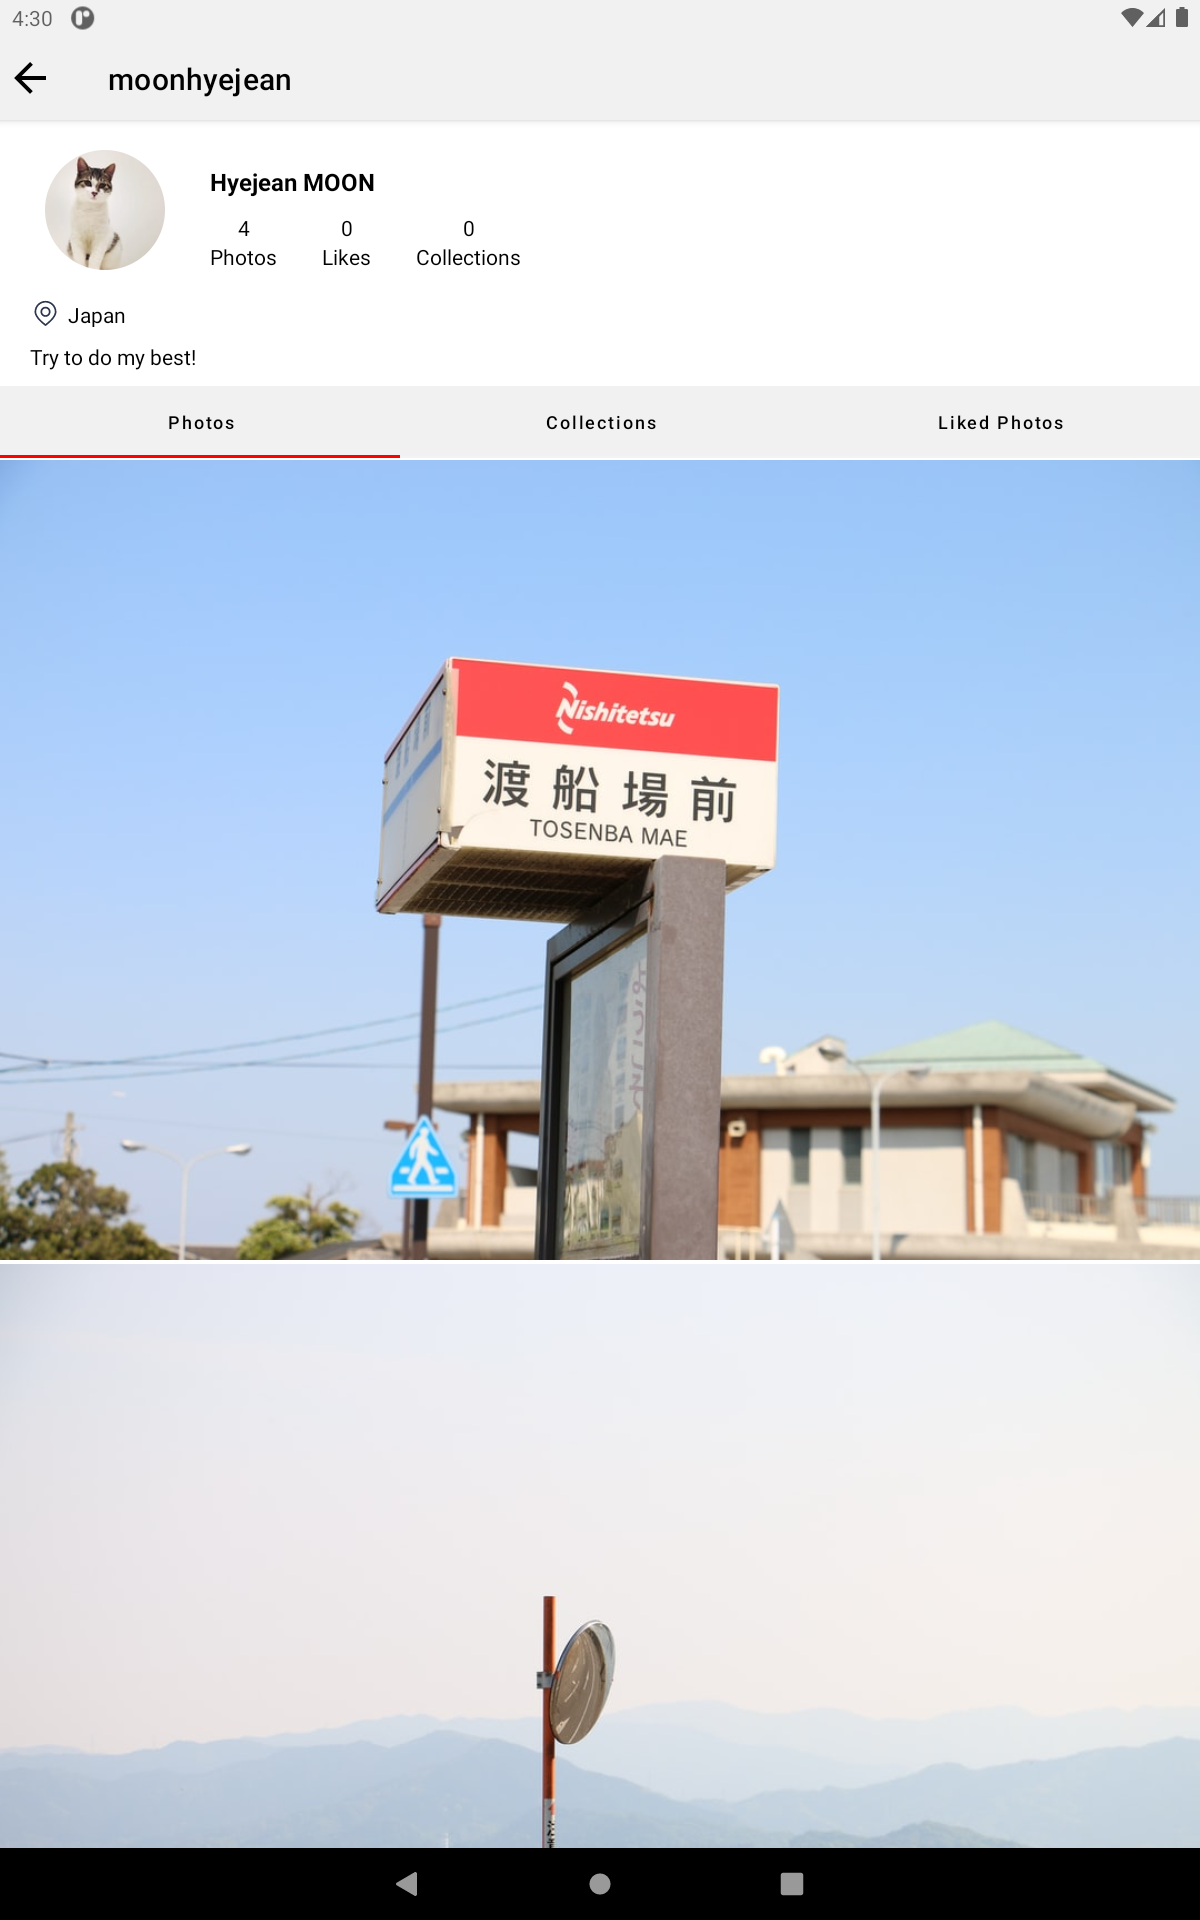 4:30
moonhyejean
Hyejean MOON
4
Photos
0
Likes
0
Collections
Japan
Try to do my best!
Photos
Collections
Liked Photos
Nishitetsu
渡船場前
TOSENBA MAE